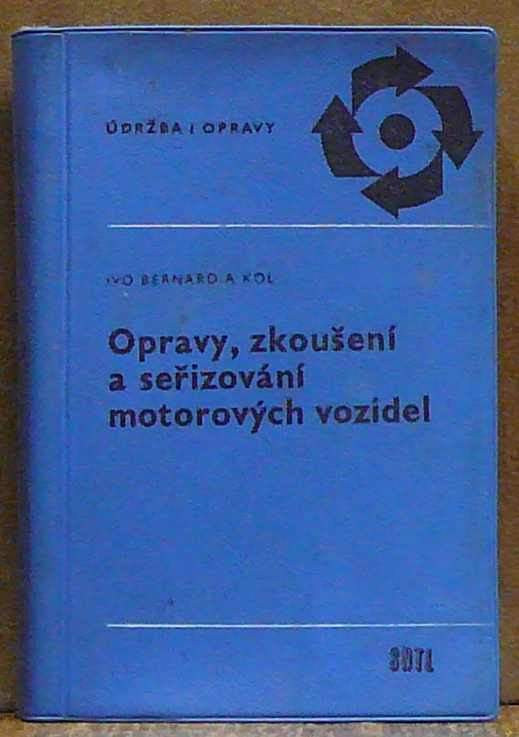 ÚDRŽBA I OPRAVY
IVO BERNARD A KOL
Opravy, zkoušení
a seřizování
motorových vozidel
SNTL